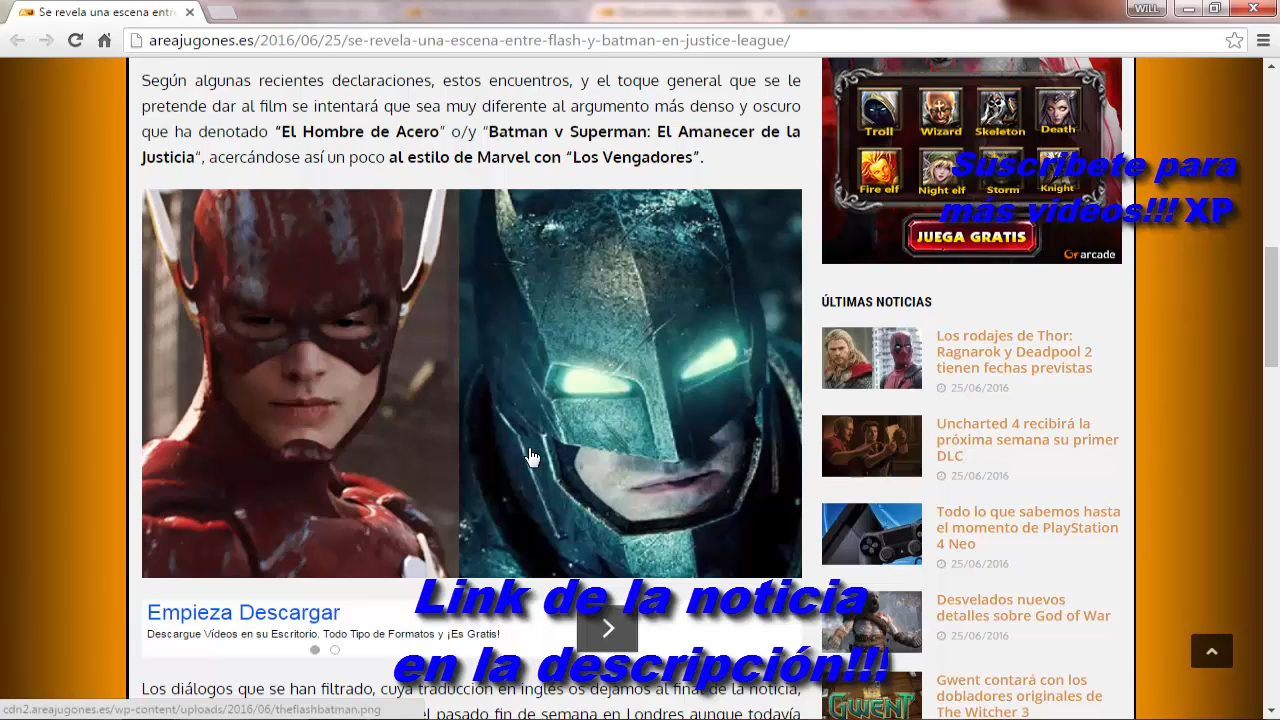 Se revela una escena entr
WILL
areajugones.es/2016/06/25/se-revela-una-escena-entre-flash-y-batman-en-justice-league/
Según algunas recientes declaraciones, estos encuentros, y el toque general que se le
pretende dar al film, intentará que sea muy diferente al argumento más denso y oscuro
que ha denotado “El Hombre de Acero” o/y “Batman v Superman: El Amanecer de la
Justicia“, acercándose un poco al estilo de Marvel con “Los Vengadores”.
Troll
Wizard
Skeleton
Death
Fire elf
Night elf
Storm
Knight
JUEGA GRATIS
arcade
Suscribete para
más videos!!! XP
ÚLTIMAS NOTICIAS
Los rodajes de Thor:
Ragnarok y Deadpool 2
tienen fechas previstas
25/06/2016
Uncharted 4 recibirá la
próxima semana su primer
DLC
25/06/2016
Todo lo que sabemos hasta
el momento de PlayStation
4 Neo
25/06/2016
Desvelados nuevos
detalles sobre God of War
25/06/2016
Gwent contará con los
dobladores originales de
The Witcher 3
GWENT
Empieza Descargar
Descargue Vídeos en su Escritorio. Todo Tipo de Formatos y ¡Es Gratis!
Link de la noticia
en la descripción!!!
Los diálogos que se han filtrado, cuya traducción en inglés os dejamos al final de la noticia,
el pasado fin de semana en Londres aunque todavía
cdn2.areajugones.es/wp-content/uploads/2016/06/theflashbatman.png